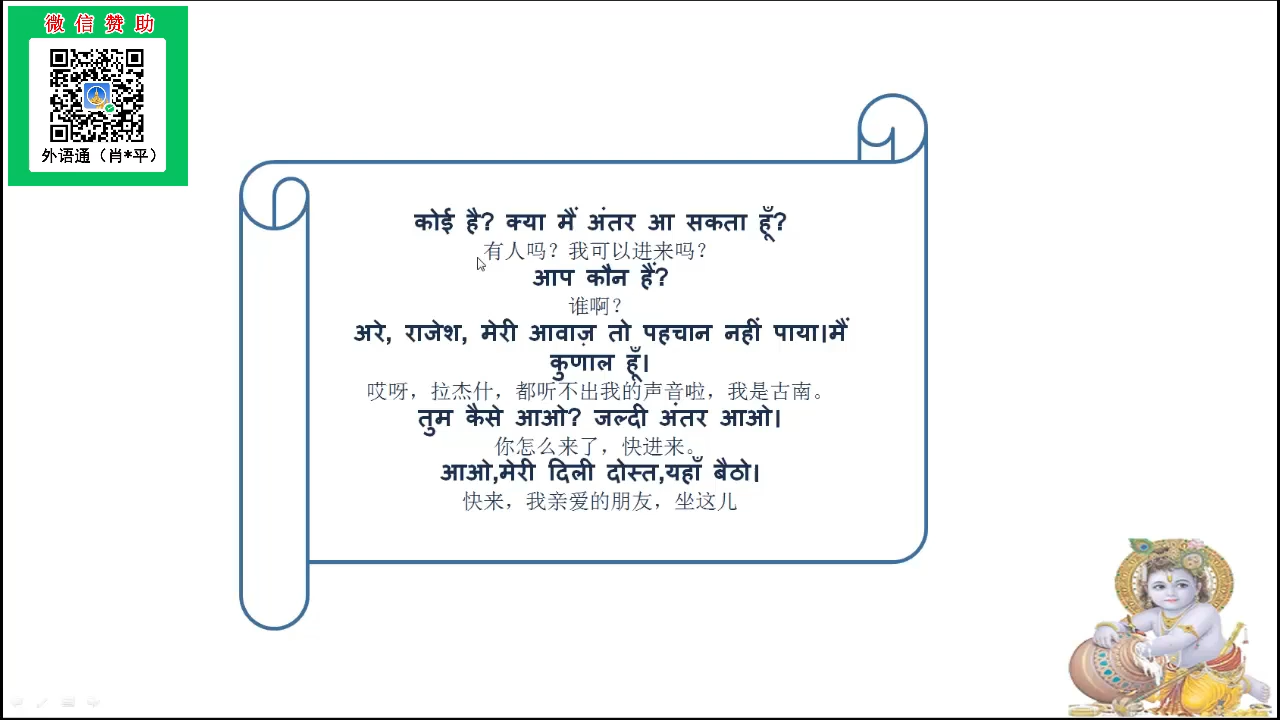 微信赞助
外语通（肖*平）
कोई है? क्या मैं अंतर आ सकता हूँ?
有人吗？我可以进来吗？
आप कौन हैं?
谁啊？
अरे, राजेश, मेरी आवाज़ तो पहचान नहीं पाया।मैं
कुणाल हूँ।
哎呀，拉杰什，都听不出我的声音啦，我是古南。
तुम कैसे आओ? जल्दी अंतर आओ।
你怎么来了，快进来。
आओ,मेरी दिली दोस्त,यहाँ बैठो।
快来，我亲爱的朋友，坐这儿